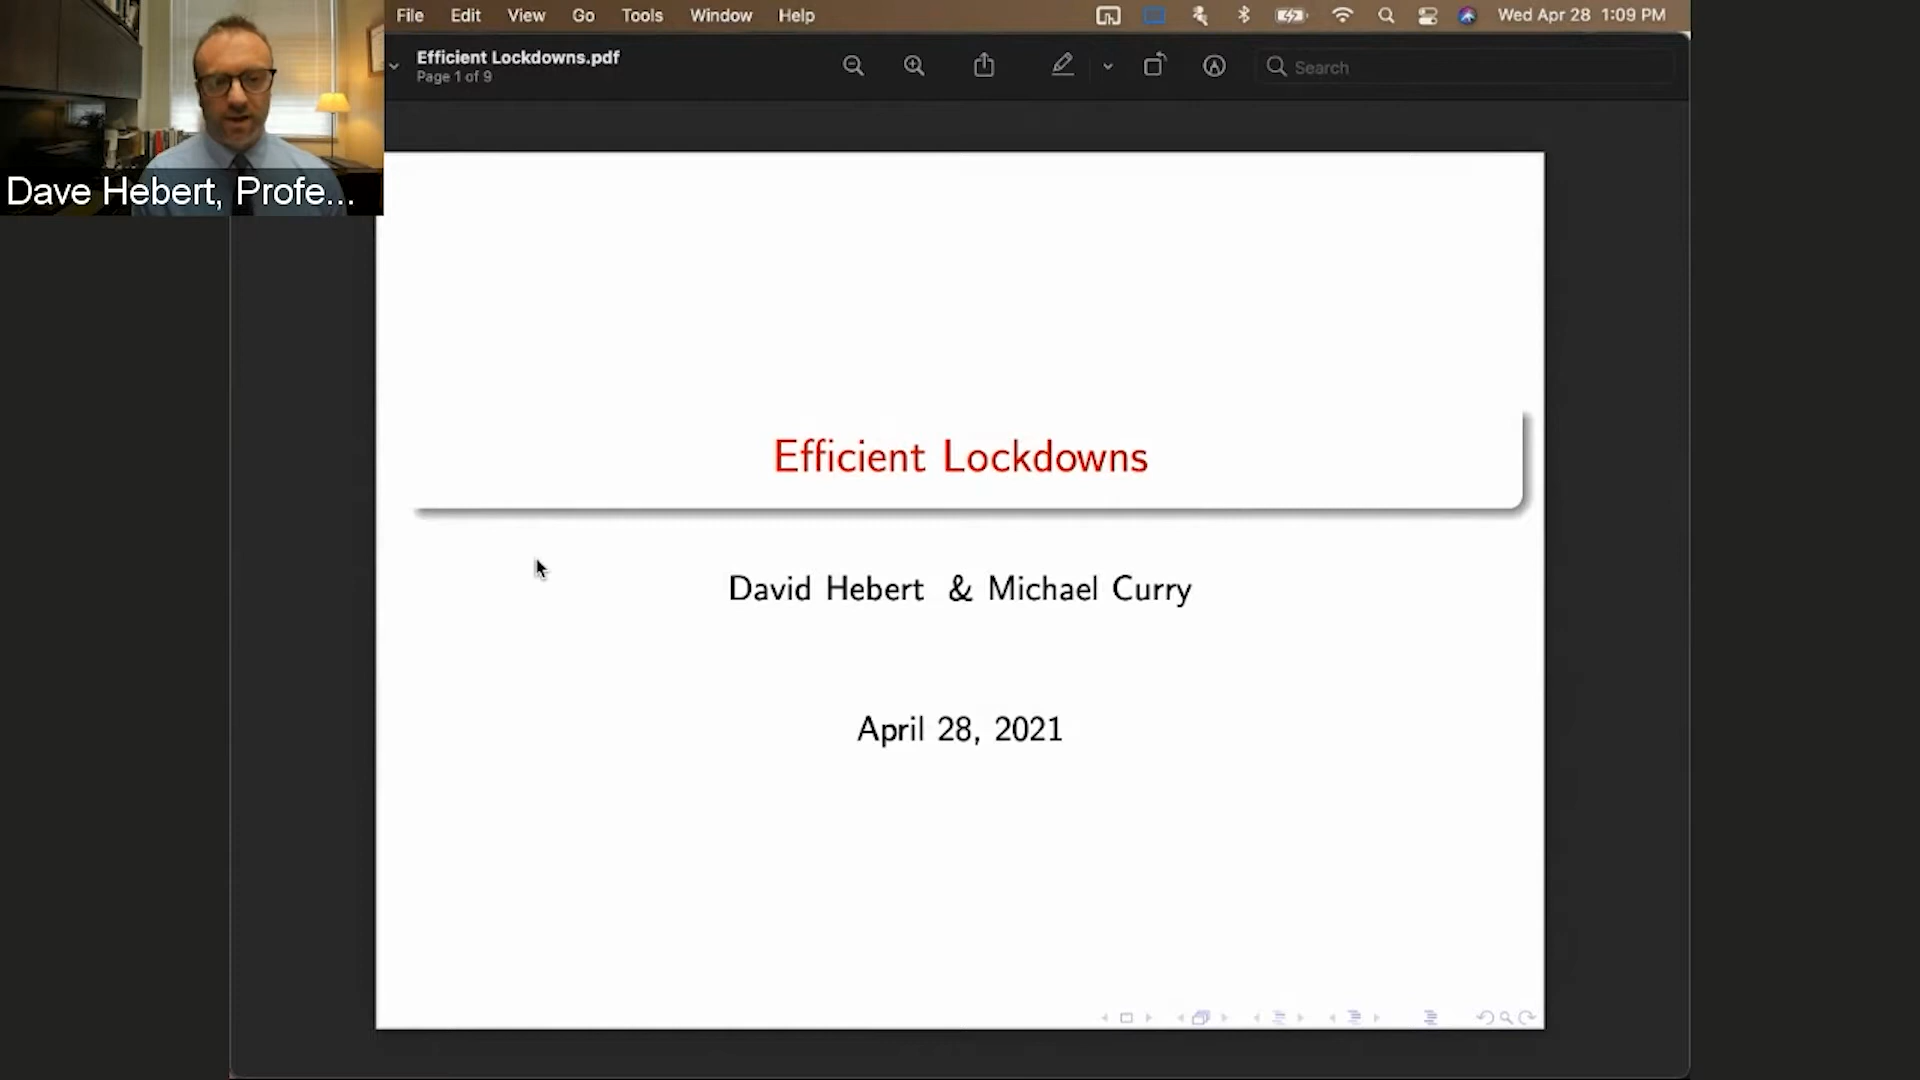 File Edit View Go Tools Window Help Wed Apr 28 1:09 PM
Efficient Lockdowns.pdf
Page 1 of 9
Search
Dave Hebert, Profe...
Efficient Lockdowns
David Hebert & Michael Curry
April 28, 2021